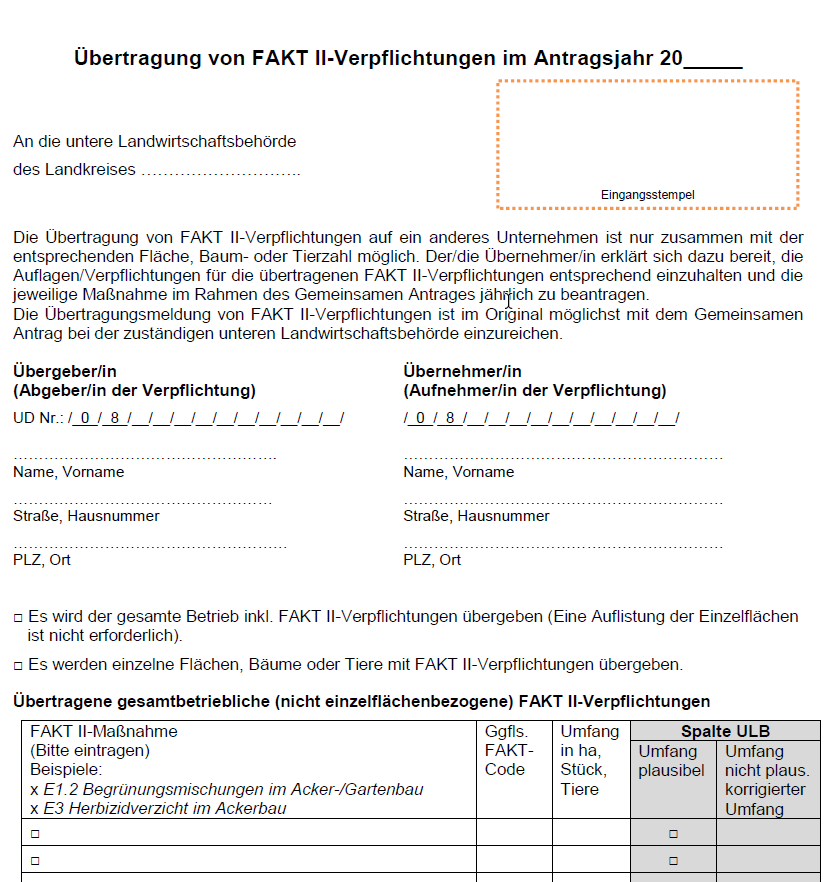 Übertragung von FAKT II-Verpflichtungen im Antragsjahr 20_____
An die untere Landwirtschaftsbehörde
des Landkreises ………………………..
Eingangsstempel
Die Übertragung von FAKT II-Verpflichtungen auf ein anderes Unternehmen ist nur zusammen mit der
entsprechenden Fläche, Baum- oder Tierzahl möglich. Der/die Übernehmer/in erklärt sich dazu bereit, die
Auflagen/Verpflichtungen für die übertragenen FAKT II-Verpflichtungen entsprechend einzuhalten und die
jeweilige Maßnahme im Rahmen des Gemeinsamen Antrages jährlich zu beantragen.
Die Übertragungsmeldung von FAKT II-Verpflichtungen ist im Original möglichst mit dem Gemeinsamen
Antrag bei der zuständigen unteren Landwirtschaftsbehörde einzureichen.
Übergeber/in
(Abgeber/in der Verpflichtung)
UD Nr.: /_0_/_8_/__/__/__/__/__/__/__/__/__/__/
…………………………………………….
Name, Vorname
……………………………………………
Straße, Hausnummer
………………………………………………
PLZ, Ort
Übernehmer/in
(Aufnehmer/in der Verpflichtung)
/_0_/_8_/__/__/__/__/__/__/__/__/__/__/
………………………………………………………
Name, Vorname
………………………………………………………
Straße, Hausnummer
………………………………………………………
PLZ, Ort
□ Es wird der gesamte Betrieb inkl. FAKT II-Verpflichtungen übergeben (Eine Auflistung der Einzelflächen
ist nicht erforderlich).
□ Es werden einzelne Flächen, Bäume oder Tiere mit FAKT II-Verpflichtungen übergeben.
Übertragene gesamtbetriebliche (nicht einzelflächenbezogene) FAKT II-Verpflichtungen
FAKT II-Maßnahme
(Bitte eintragen)
Beispiele:
x E1.2 Begrünungsmischungen im Acker-/Gartenbau
x E3 Herbizidverzicht im Ackerbau
Ggfls.
FAKT-
Code
Umfang
in ha,
Stück,
Tiere
Spalte ULB
Umfang
plausibel
Umfang
nicht plaus.
korrigierter
Umfang
□ □
□ □